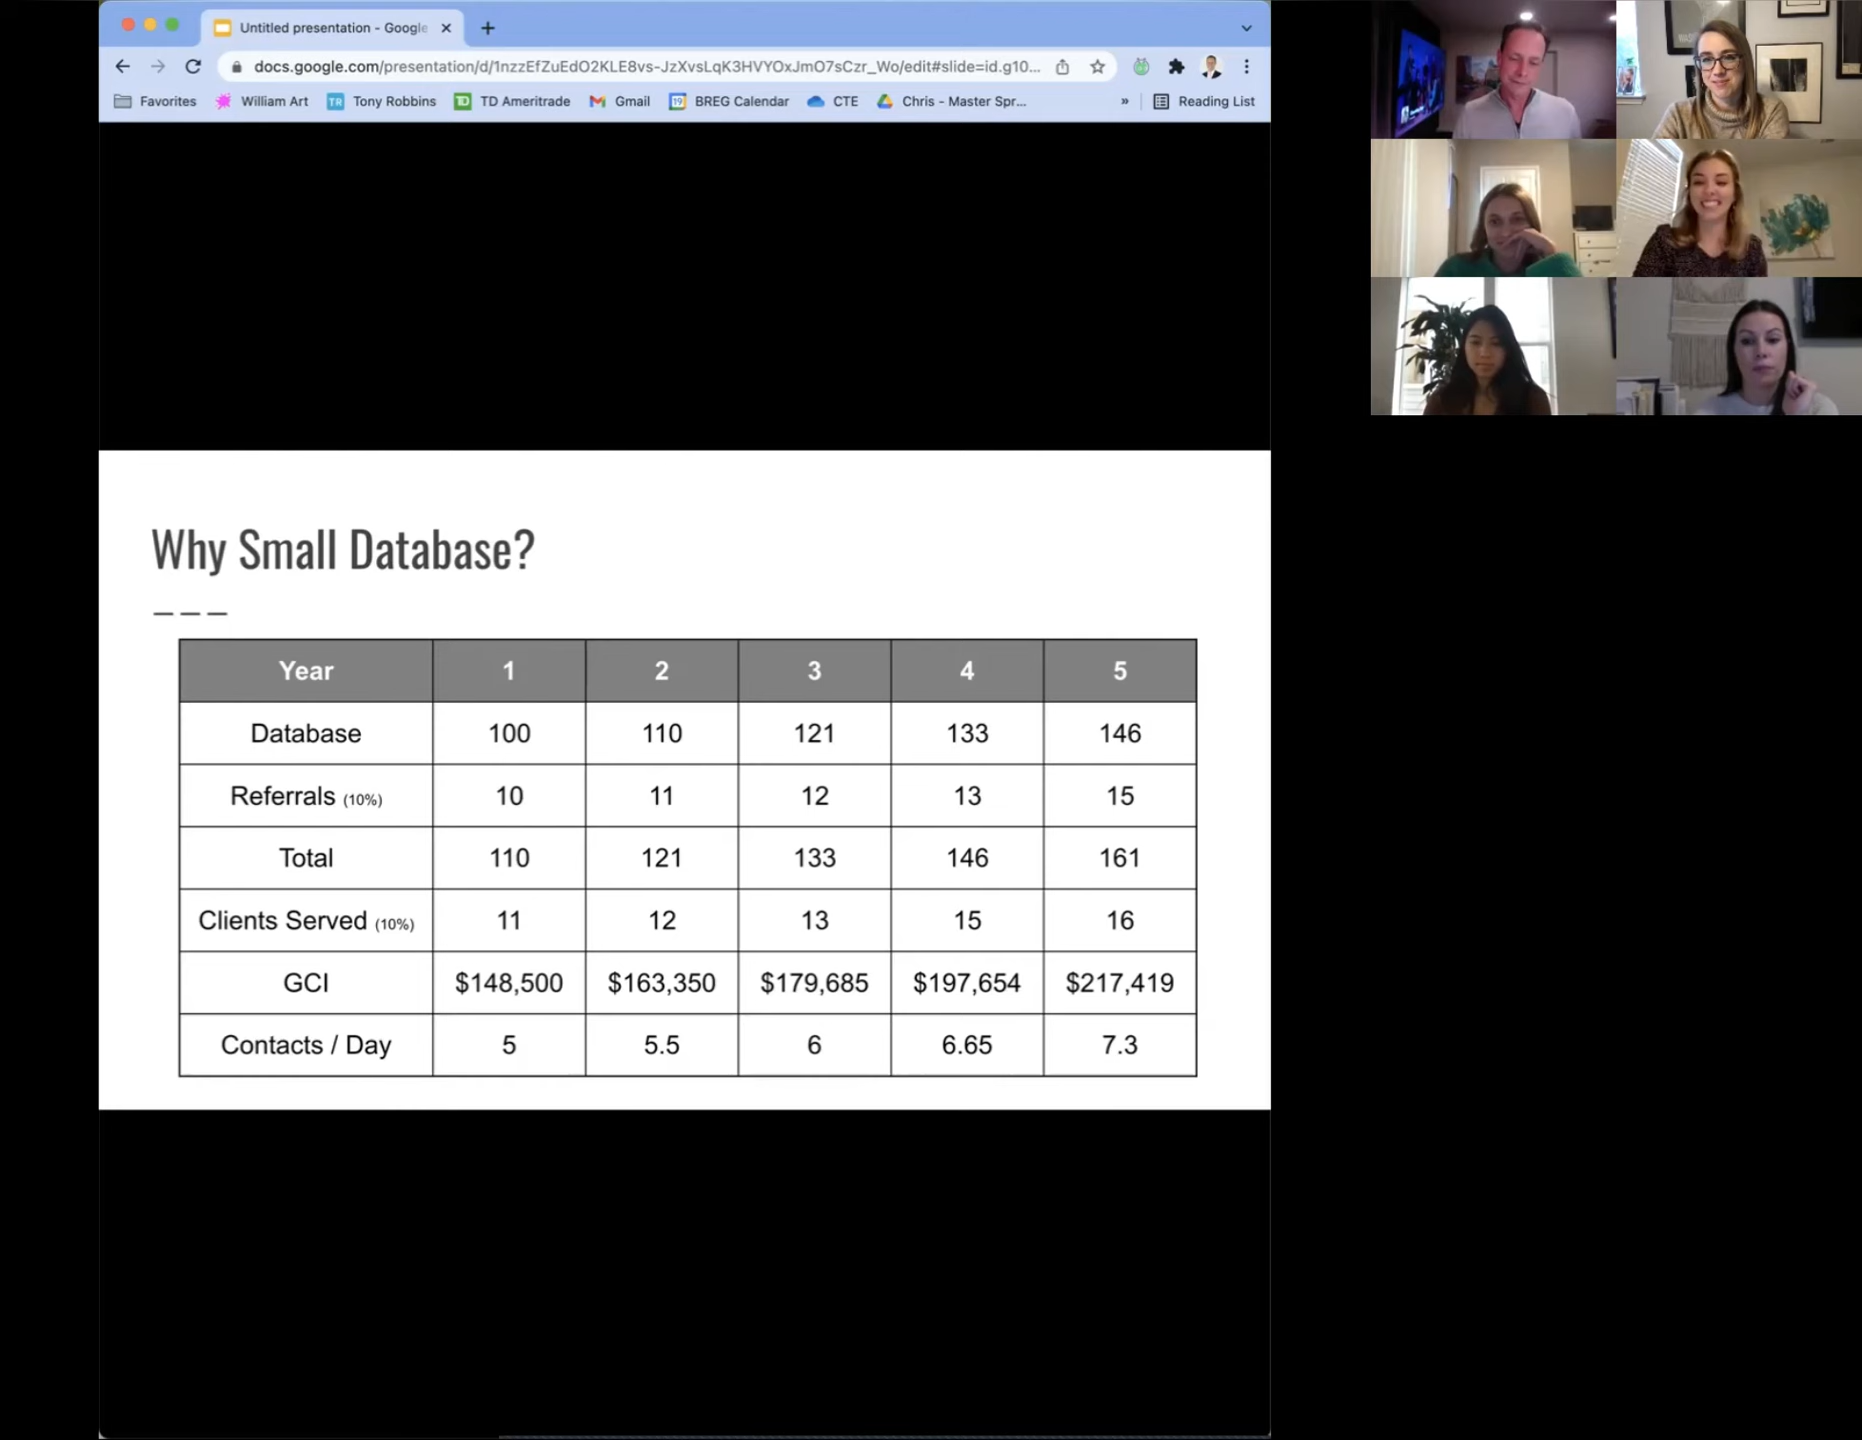 Untitled presentation - Google
docs.google.com/presentation/d/1nzzEfZuEdO2KLE8vs-JzXvsLqK3HVYOxJmO7sCzr_Wo/edit#slide=id.g10...
Favorites William Art TR Tony Robbins TD TD Ameritrade Gmail 19 BREG Calendar CTE Chris - Master Spr... » Reading List
Why Small Database?
Year 1 2 3 4 5
Database 100 110 121 133 146
Referrals (10%) 10 11 12 13 15
Total 110 121 133 146 161
Clients Served (10%) 11 12 13 15 16
GCI $148,500 $163,350 $179,685 $197,654 $217,419
Contacts / Day 5 5.5 6 6.65 7.3